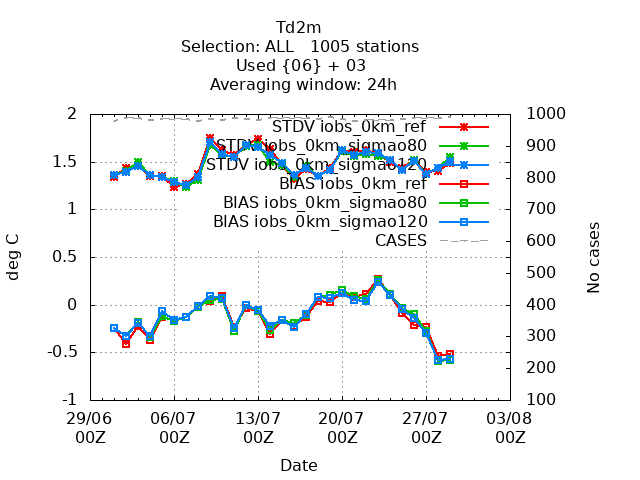 Td2m
Selection: ALL   1005 stations
Used {06} + 03
Averaging window: 24h
2
1.5
1
0.5
0
-0.5
-1
deg C
1000
900
800
700
600
500
400
300
200
100
No cases
STDV iobs_0km_ref
STDV iobs_0km_sigmao80
STDV iobs_0km_sigmao120
BIAS iobs_0km_ref
BIAS iobs_0km_sigmao80
BIAS iobs_0km_sigmao120
CASES
29/06 06/07 13/07 20/07 27/07 03/08
00Z 00Z 00Z 00Z 00Z 00Z
Date